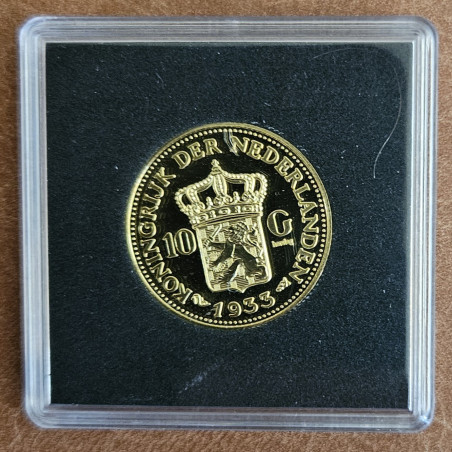 KONINGRIJK DER NEDERLANDEN
10 G
1933